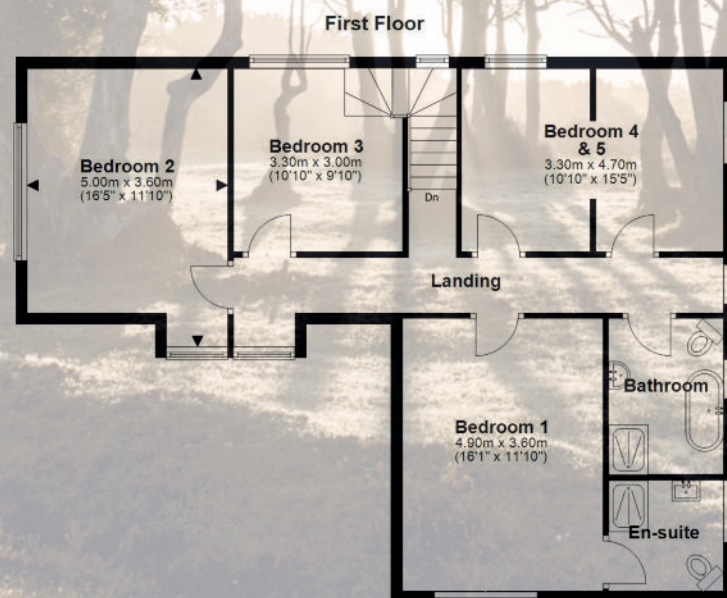 First Floor
Bedroom 2
5.00m x 3.60m
(16'5" x 11'10")
Bedroom 3
3.30m x 3.00m
(10'10" x 9'10")
Bedroom 4
& 5
3.30m x 4.70m
(10'10" x 15'5")
Dn
Landing
Bedroom 1
4.90m x 3.60m
(16'1" x 11'10")
Bathroom
En-suite